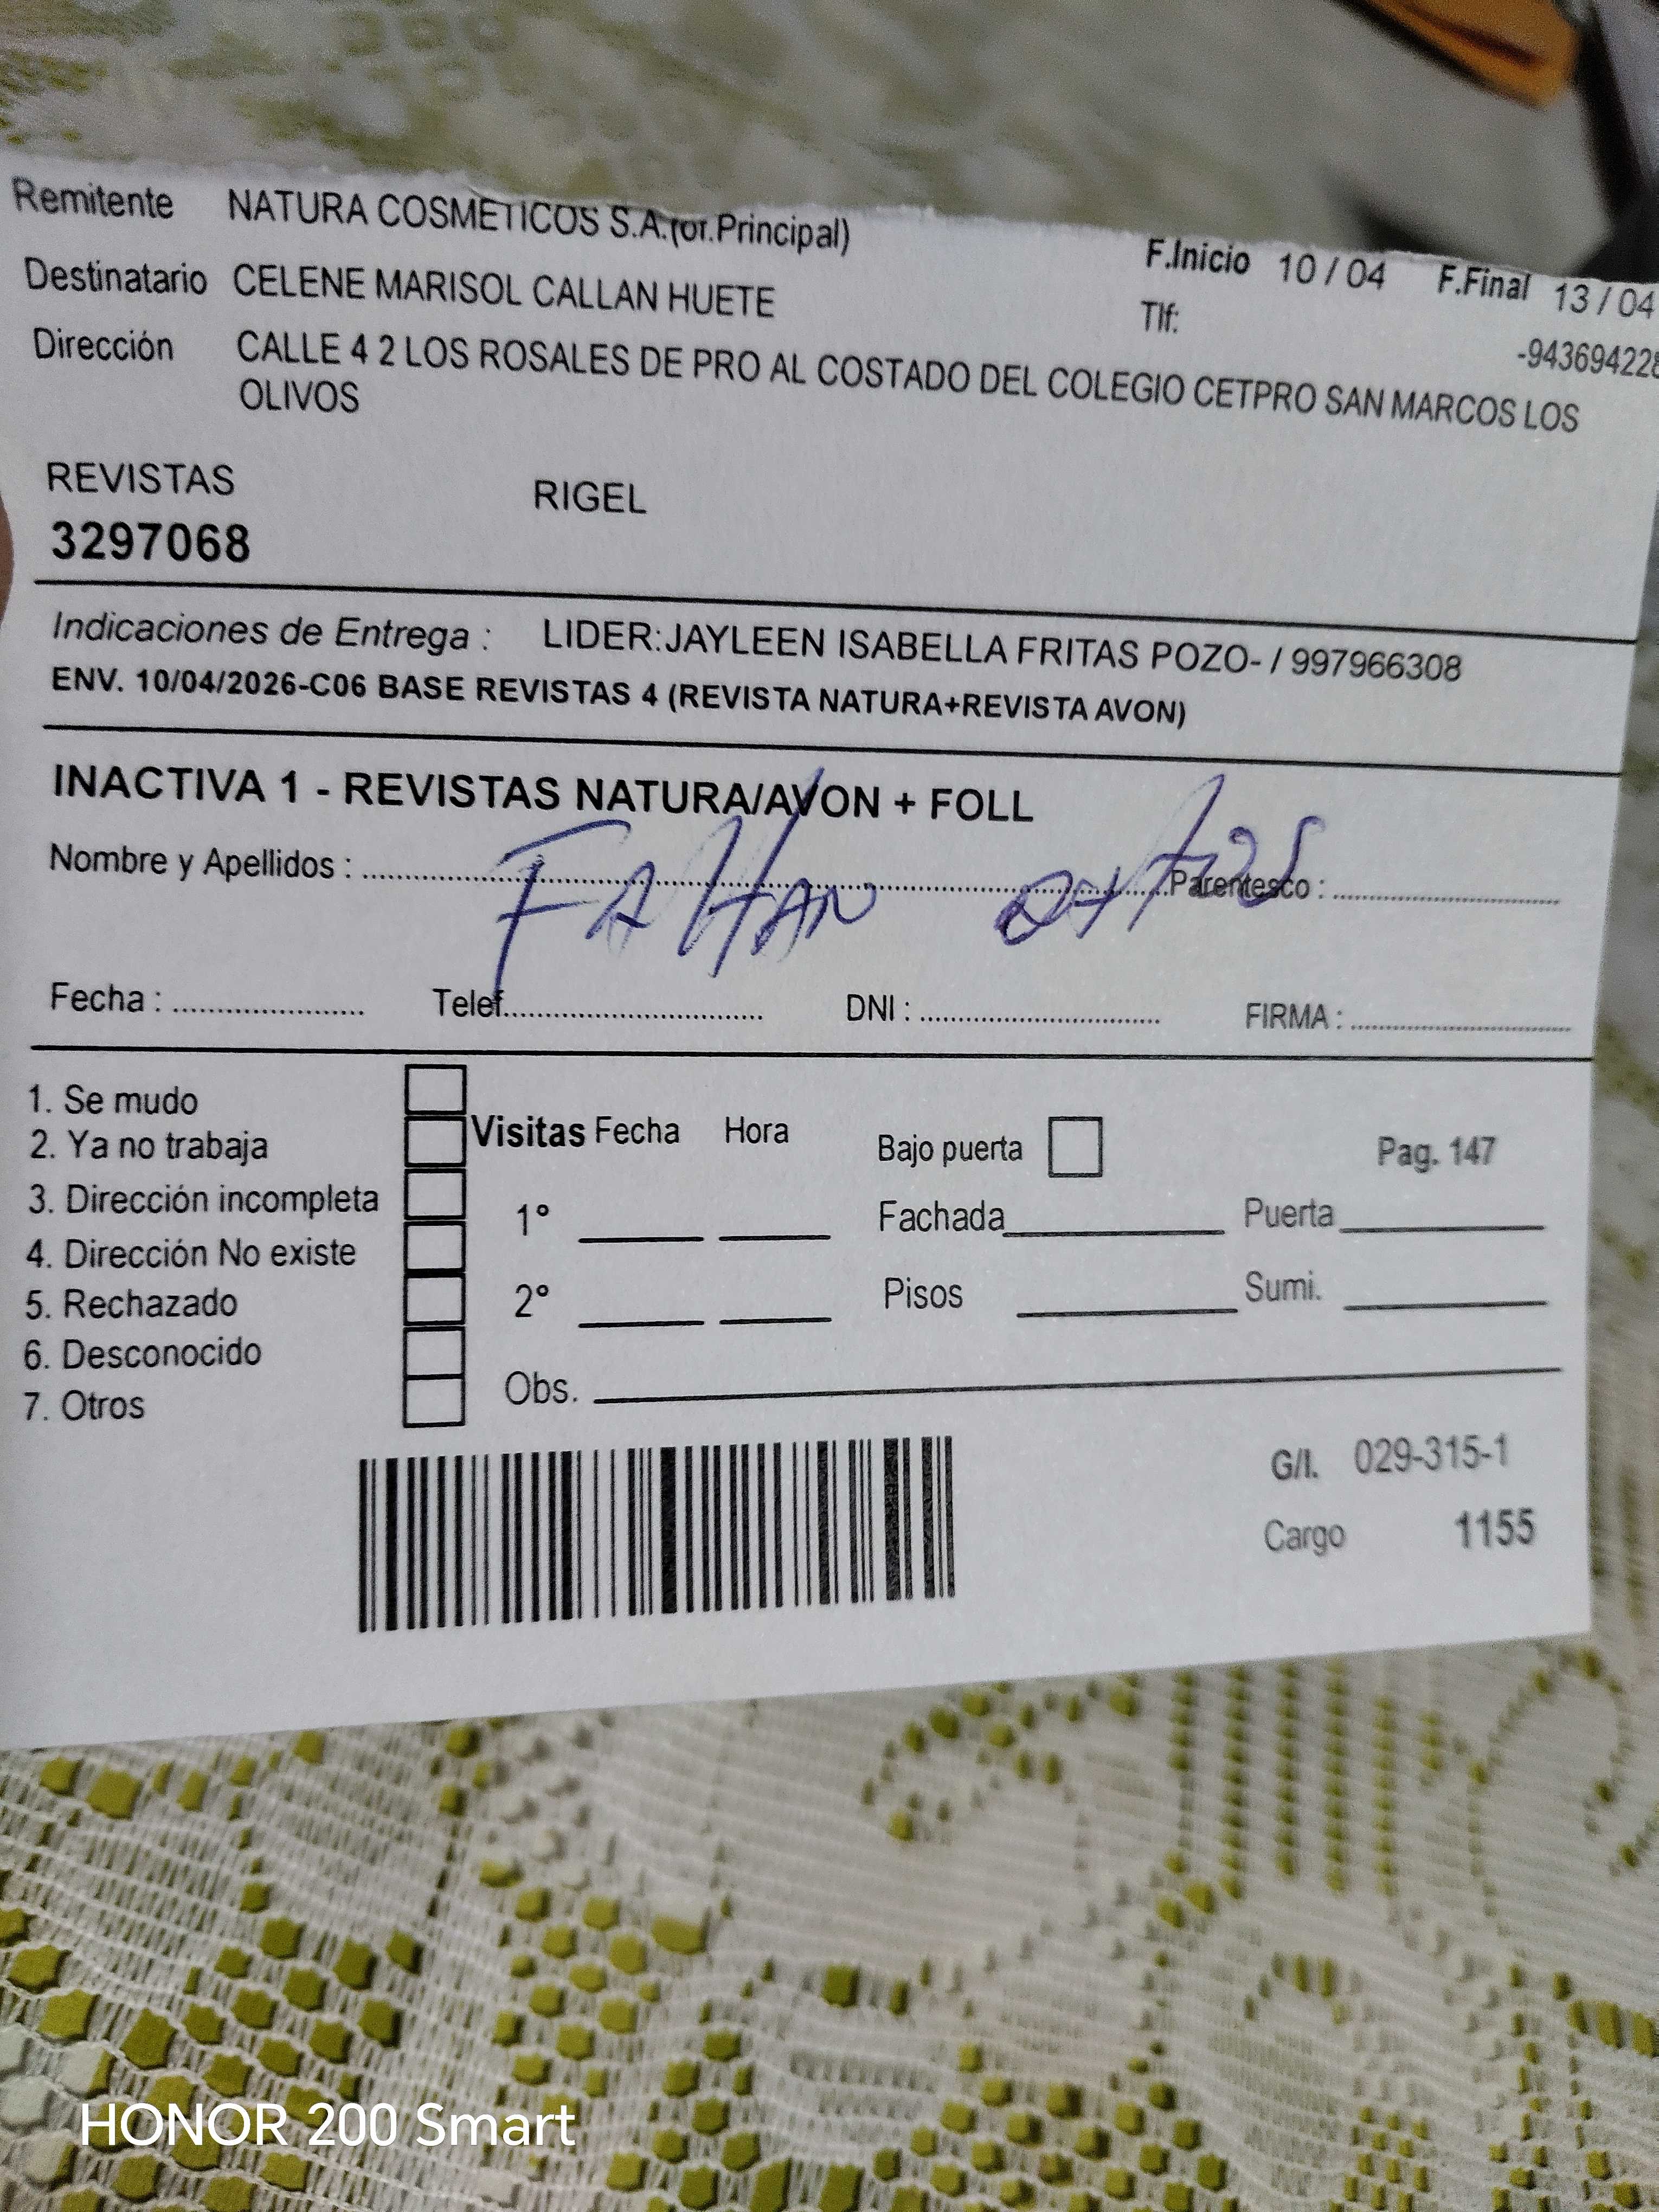 Remitente NATURA COSMETICOS S.A.(of.Principal)
F.Inicio 10 / 04 F.Final 13 / 04
Destinatario CELENE MARISOL CALLAN HUETE
Tlf:
-943694228
Dirección CALLE 4 2 LOS ROSALES DE PRO AL COSTADO DEL COLEGIO CETPRO SAN MARCOS LOS
OLIVOS
REVISTAS RIGEL
3297068
Indicaciones de Entrega : LIDER:JAYLEEN ISABELLA FRITAS POZO- / 997966308
ENV. 10/04/2026-C06 BASE REVISTAS 4 (REVISTA NATURA+REVISTA AVON)
INACTIVA 1 - REVISTAS NATURA/AVON + FOLL
Nombre y Apellidos : Parentesco :
FALTAN
Fecha : Telef. DNI : FIRMA :
1. Se mudo
2. Ya no trabaja
3. Dirección incompleta
4. Dirección No existe
5. Rechazado
6. Desconocido
7. Otros
Visitas Fecha Hora
1°
2°
Obs.
Bajo puerta Pag. 147
Fachada Puerta
Pisos Sumi.
G/I. 029-315-1
Cargo 1155
HONOR 200 Smart